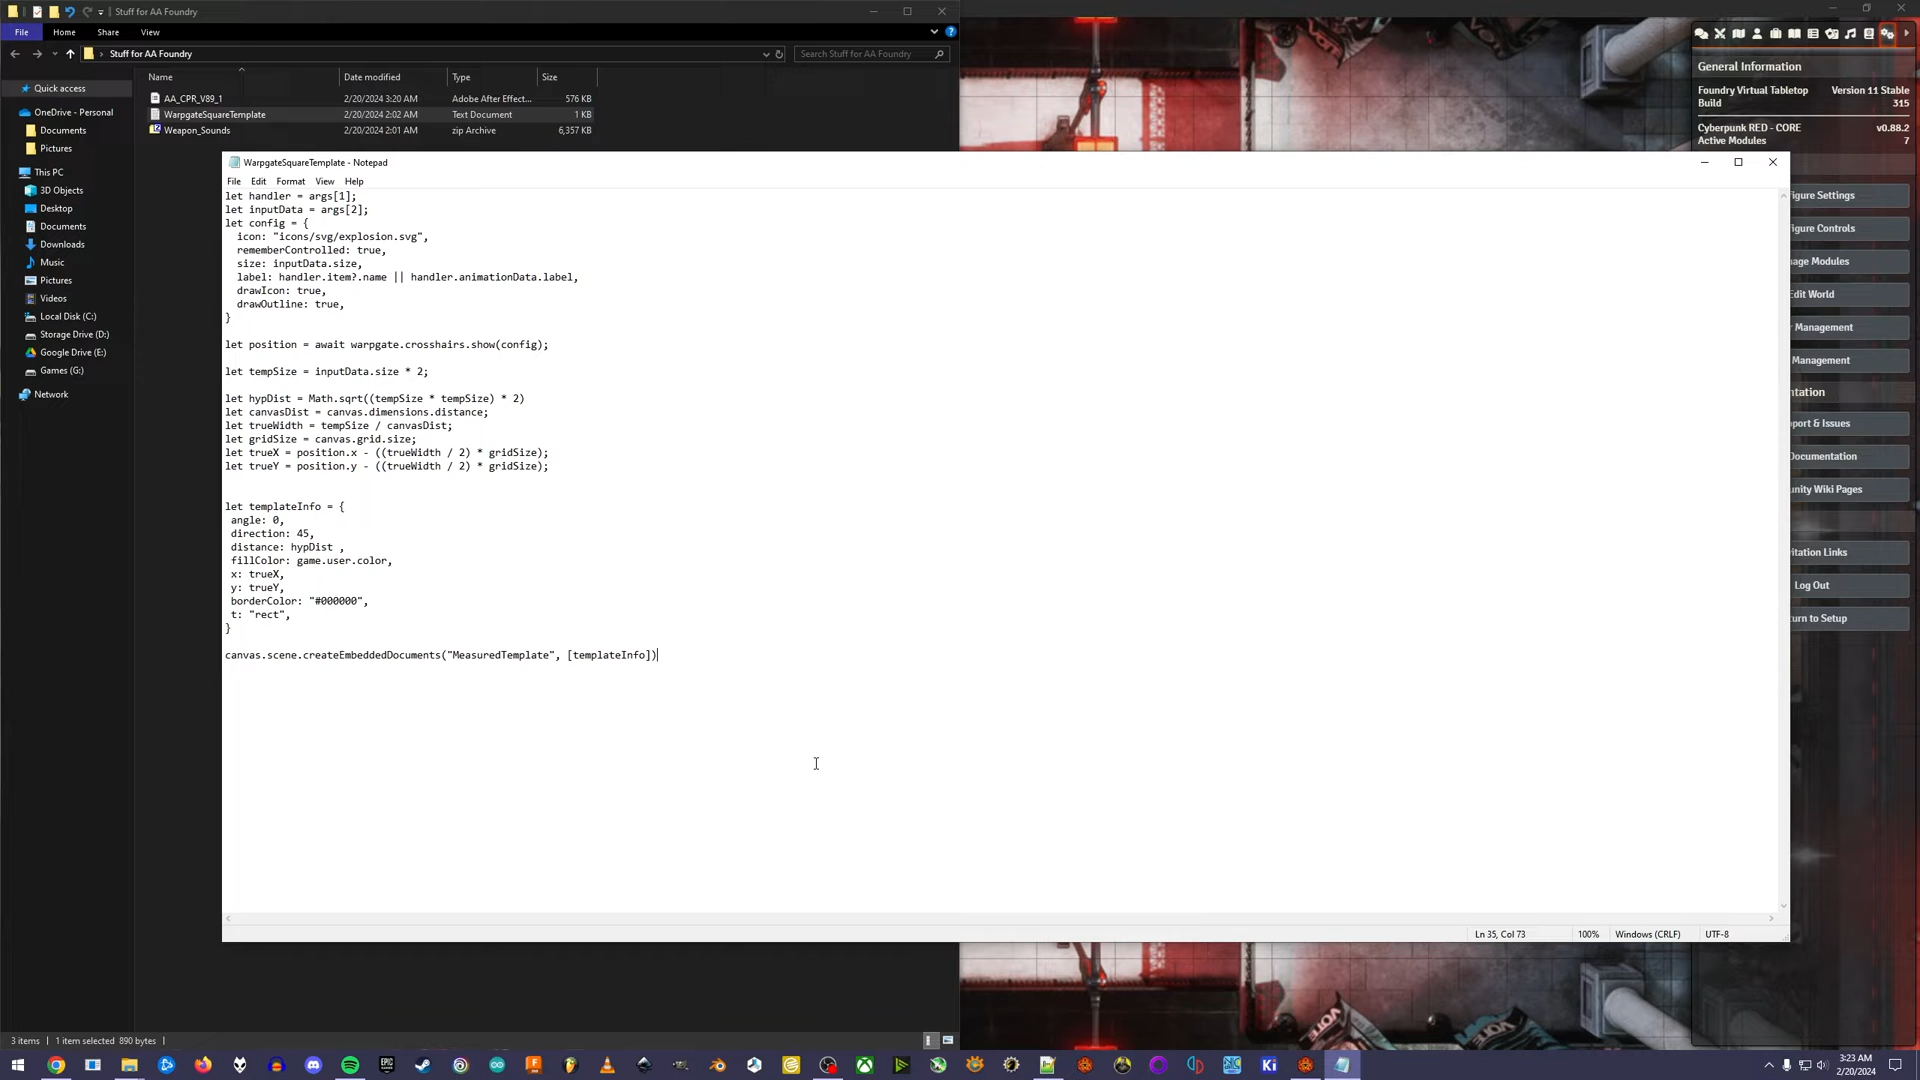 Stuff for AA Foundry
File Home Share View
Stuff for AA Foundry
Search Stuff for AA Foundry
Name Date modified Type Size
AA_CPR_V89_1 2/20/2024 3:20 AM Adobe After Effect... 576 KB
WarpgateSquareTemplate 2/20/2024 2:02 AM Text Document 1 KB
Weapon_Sounds 2/20/2024 2:01 AM zip Archive 6,357 KB
Quick access
OneDrive - Personal
Documents
Pictures
This PC
3D Objects
Desktop
Documents
Downloads
Music
Pictures
Videos
Local Disk (C:)
Storage Drive (D:)
Google Drive (E:)
Games (G:)
Network
WarpgateSquareTemplate - Notepad
File Edit Format View Help
let handler = args[1];
let inputData = args[2];
let config = {
icon: "icons/svg/explosion.svg",
rememberControlled: true,
size: inputData.size,
label: handler.item?.name || handler.animationData.label,
drawIcon: true,
drawOutline: true,
}
let position = await warpgate.crosshairs.show(config);
let tempSize = inputData.size * 2;
let hypDist = Math.sqrt((tempSize * tempSize) * 2)
let canvasDist = canvas.dimensions.distance;
let trueWidth = tempSize / canvasDist;
let gridSize = canvas.grid.size;
let trueX = position.x - ((trueWidth / 2) * gridSize);
let trueY = position.y - ((trueWidth / 2) * gridSize);
let templateInfo = {
angle: 0,
direction: 45,
distance: hypDist ,
fillColor: game.user.color,
x: trueX,
y: trueY,
borderColor: "#000000",
t: "rect",
}
canvas.scene.createEmbeddedDocuments("MeasuredTemplate", [templateInfo])
Ln 35, Col 73 100% Windows (CRLF) UTF-8
General Information
Foundry Virtual Tabletop Version 11 Stable
Build 315
Cyberpunk RED - CORE v0.88.2
Active Modules 7
igure Settings
figure Controls
nage Modules
Edit World
r Management
Management
ntation
port & Issues
Documentation
unity Wiki Pages
itation Links
Log Out
urn to Setup
VOTE
3 items 1 item selected 890 bytes
3:23 AM
2/20/2024